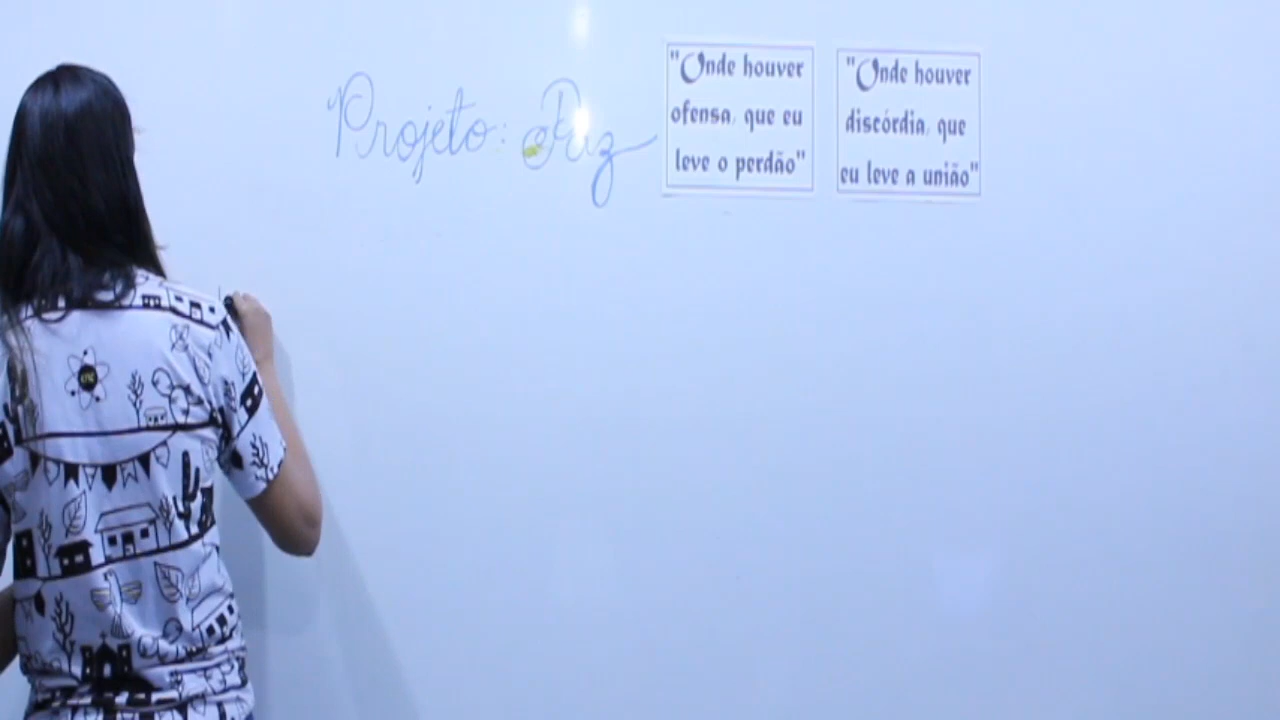 Projeto: Paz
"Onde houver
ofensa, que eu
leve o perdão"
"Onde houver
discórdia, que
eu leve a união"